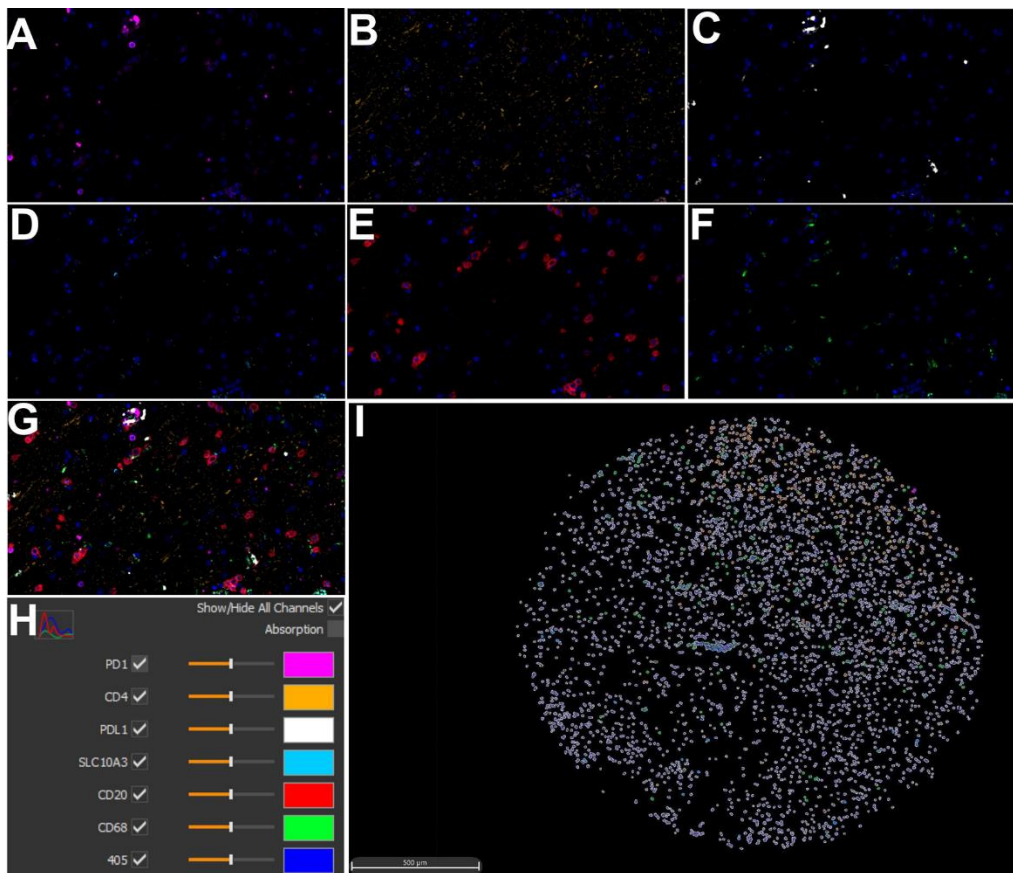 A
B
C
D
E
F
G
I
H
Show/Hide All Channels
Absorption
PD1
CD4
PDL1
SLC10A3
CD20
CD68
405
500 µm